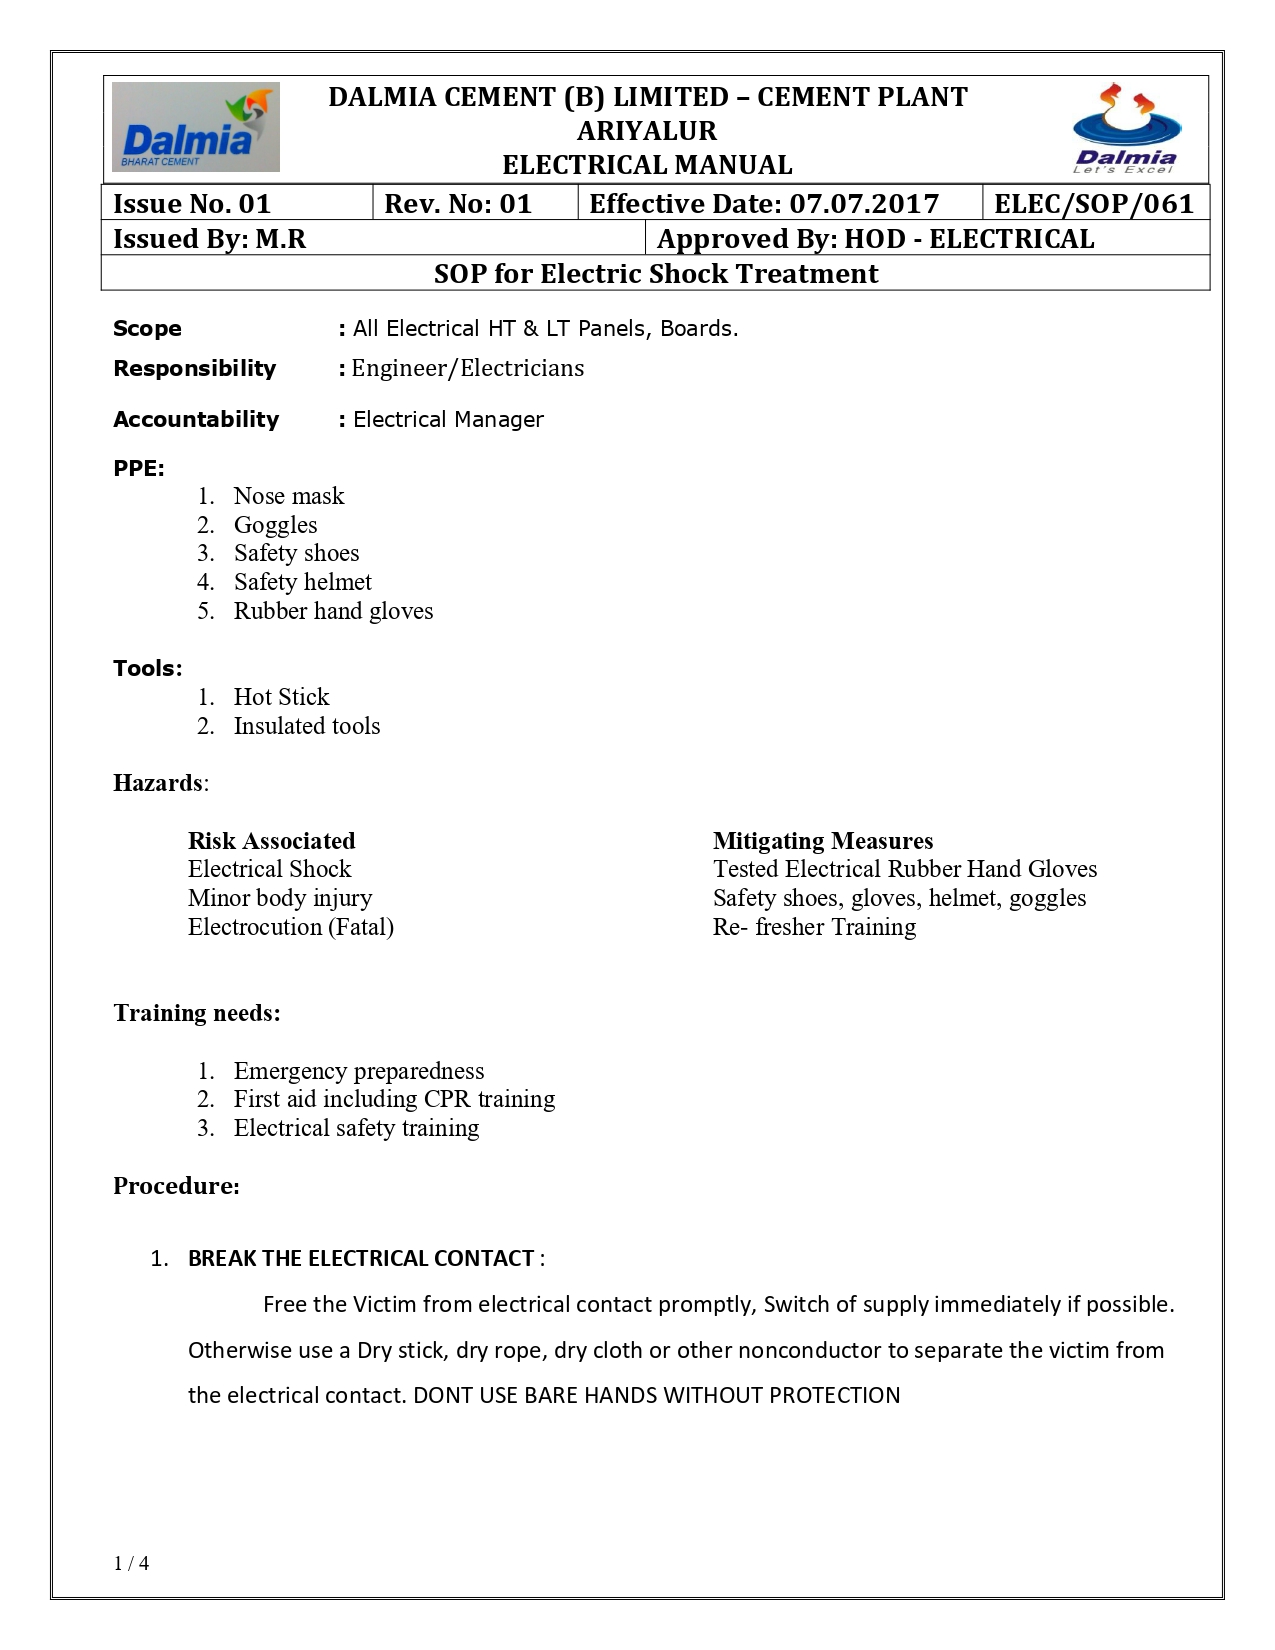 Dalmia
BHARAT CEMENT
DALMIA CEMENT (B) LIMITED – CEMENT PLANT
ARIYALUR
ELECTRICAL MANUAL
Dalmia
Let's Excel
Issue No. 01 Rev. No: 01 Effective Date: 07.07.2017 ELEC/SOP/061
Issued By: M.R Approved By: HOD - ELECTRICAL
SOP for Electric Shock Treatment
Scope : All Electrical HT & LT Panels, Boards.
Responsibility : Engineer/Electricians
Accountability : Electrical Manager
PPE:
1. Nose mask
2. Goggles
3. Safety shoes
4. Safety helmet
5. Rubber hand gloves
Tools:
1. Hot Stick
2. Insulated tools
Hazards:
Risk Associated Mitigating Measures
Electrical Shock Tested Electrical Rubber Hand Gloves
Minor body injury Safety shoes, gloves, helmet, goggles
Electrocution (Fatal) Re- fresher Training
Training needs:
1. Emergency preparedness
2. First aid including CPR training
3. Electrical safety training
Procedure:
1. BREAK THE ELECTRICAL CONTACT :
Free the Victim from electrical contact promptly, Switch of supply immediately if possible.
Otherwise use a Dry stick, dry rope, dry cloth or other nonconductor to separate the victim from
the electrical contact. DONT USE BARE HANDS WITHOUT PROTECTION
1 / 4